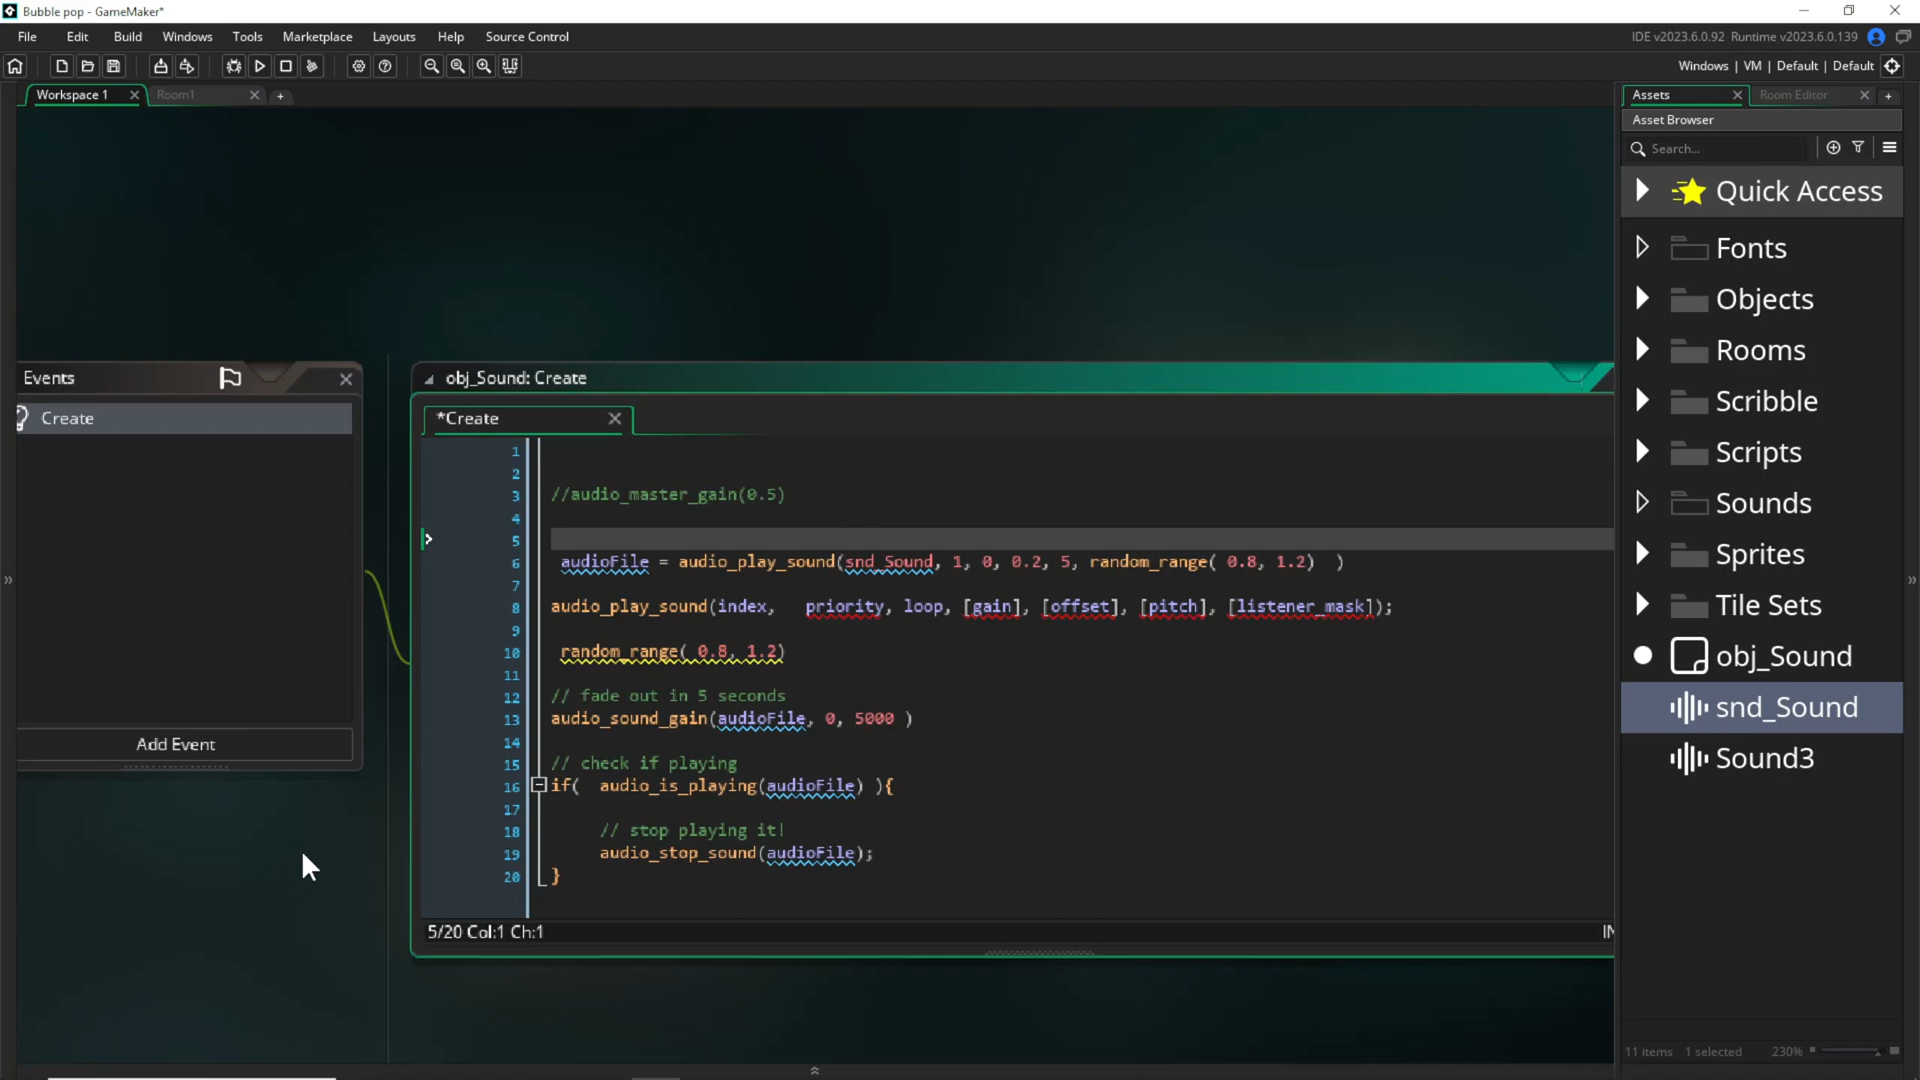 Bubble pop - GameMaker*
File Edit Build Windows Tools Marketplace Layouts Help Source Control
IDE v2023.6.0.92 Runtime v2023.6.0.139
Windows | VM | Default | Default
Workspace 1
Room1
Assets
Room Editor
Asset Browser
Search...
Quick Access
Fonts
Objects
Rooms
Scribble
Scripts
Sounds
Sprites
Tile Sets
obj_Sound
snd_Sound
Sound3
11 items 1 selected 230%
Events
Create
Add Event
obj_Sound: Create
*Create
1
2
3 //audio_master_gain(0.5)
4
5
6 audioFile = audio_play_sound(snd_Sound, 1, 0, 0.2, 5, random_range( 0.8, 1.2) )
7
8 audio_play_sound(index, priority, loop, [gain], [offset], [pitch], [listener_mask]);
9
10 random_range( 0.8, 1.2)
11
12 // fade out in 5 seconds
13 audio_sound_gain(audioFile, 0, 5000 )
14
15 // check if playing
16 if( audio_is_playing(audioFile) ){
17
18 // stop playing it!
19 audio_stop_sound(audioFile);
20 }
5/20 Col:1 Ch:1